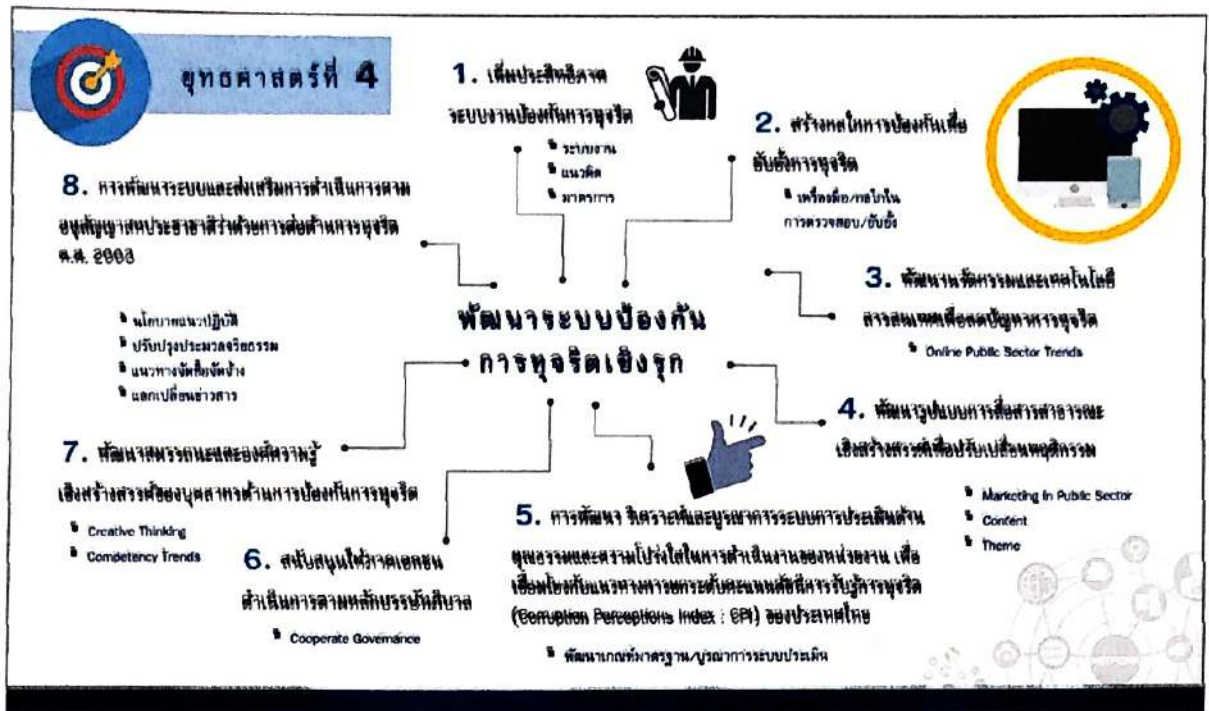 ยุทธศาสตร์ที่ 4
1. เพิ่มประสิทธิภาพ
ระบบงานป้องกันการทุจริต
ระบบงาน
แนวคิด
มาตรการ
2. สร้างกลไกการป้องกันเพื่อ
ยับยั้งการทุจริต
เครื่องมือ/กลไกใน
การตรวจสอบ/ยับยั้ง
3. พัฒนานวัตกรรมและเทคโนโลยี
สารสนเทศเพื่อลดปัญหาการทุจริต
Online Public Sector Trends
4. พัฒนารูปแบบการสื่อสารสาธารณะ
เชิงสร้างสรรค์เพื่อปรับเปลี่ยนพฤติกรรม
Marketing in Public Sector
Content
Theme
5. การพัฒนา วิเคราะห์และบูรณาการระบบการประเมินด้าน
คุณธรรมและความโปร่งใสในการดำเนินงานของหน่วยงาน เพื่อ
เชื่อมโยงกับแนวทางการยกระดับคะแนนดัชนีการรับรู้การทุจริต
(Corruption Perceptions Index : CPI) ของประเทศไทย
พัฒนาเกณฑ์มาตรฐาน/บูรณาการระบบประเมิน
6. สนับสนุนให้ภาคเอกชน
ดำเนินการตามหลักบรรษัทภิบาล
Cooperate Governance
7. พัฒนาสมรรถนะและองค์ความรู้
เชิงสร้างสรรค์ของบุคลากรด้านการป้องกันการทุจริต
Creative Thinking
Competency Trends
8. การพัฒนาระบบและส่งเสริมการดำเนินการตาม
อนุสัญญาสหประชาชาติว่าด้วยการต่อต้านการทุจริต
ค.ศ. 2003
นโยบายแนวปฏิบัติ
ปรับปรุงประมวลจริยธรรม
แนวทางจัดซื้อจัดจ้าง
แลกเปลี่ยนข่าวสาร
พัฒนาระบบป้องกัน
การทุจริตเชิงรุก